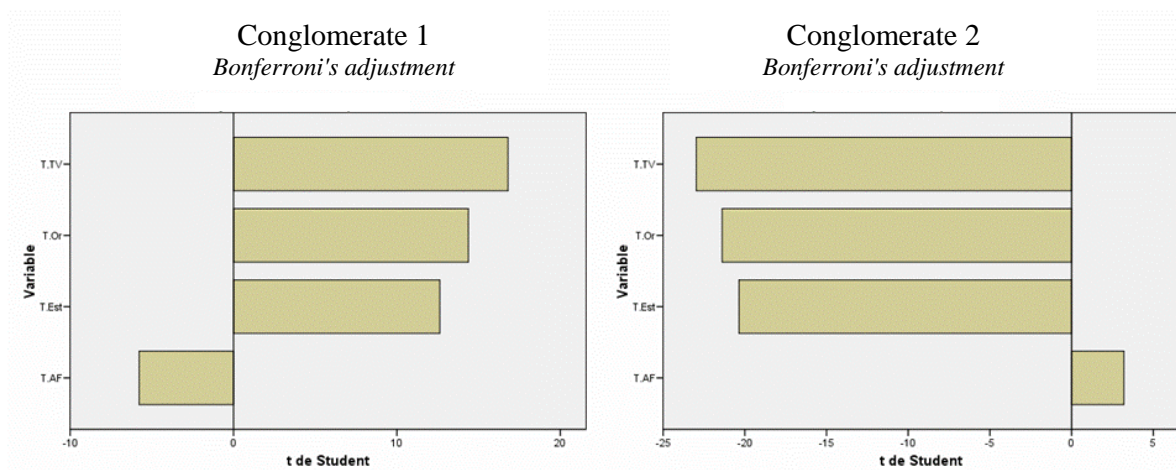 Conglomerate 1
Bonferroni's adjustment
Variable
T.TV
T.Or
T.Est
T.AF
-10
0
10
20
t de Student
Conglomerate 2
Bonferroni's adjustment
Variable
T.TV
T.Or
T.Est
T.AF
-25
-20
-15
-10
-5
0
5
t de Student